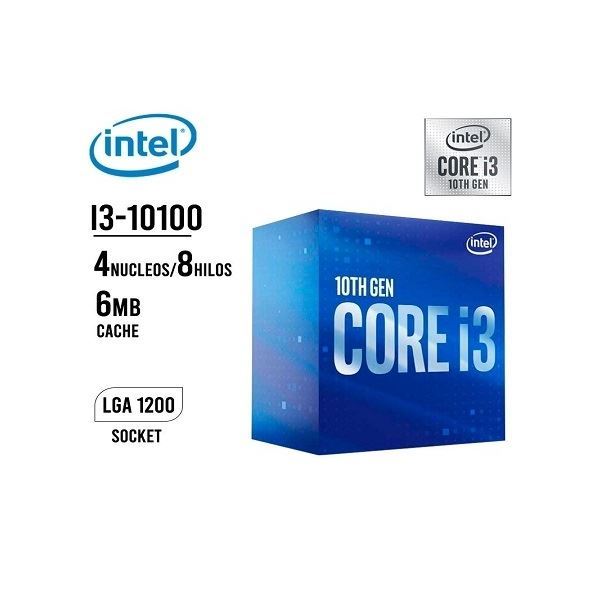 intel
intel
CORE i3
10TH GEN
I3-10100
4NUCLEOS/8HILOS
6MB
CACHE
LGA 1200
SOCKET
intel
10TH GEN
CORE i3